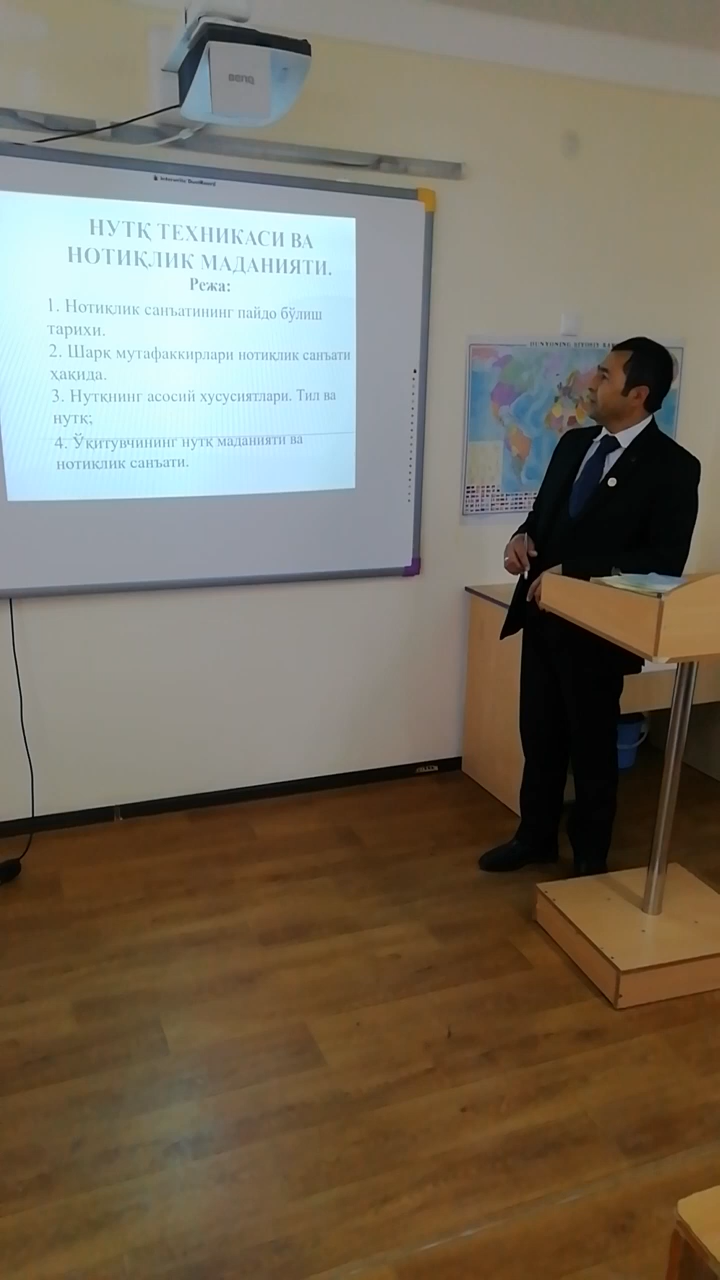 BENQ
НУТҚ ТЕХНИКАСИ ВА
НОТИҚЛИК МАДАНИЯТИ.
Режа:
1. Нотиқлик санъатининг пайдо бўлиш
тарихи.
2. Шарқ мутафаккирлари нотиқлик санъати
ҳақида.
3. Нутқнинг асосий хусусиятлари. Тил ва
нутқ;
4. Ўқитувчининг нутқ маданияти ва
нотиқлик санъати.